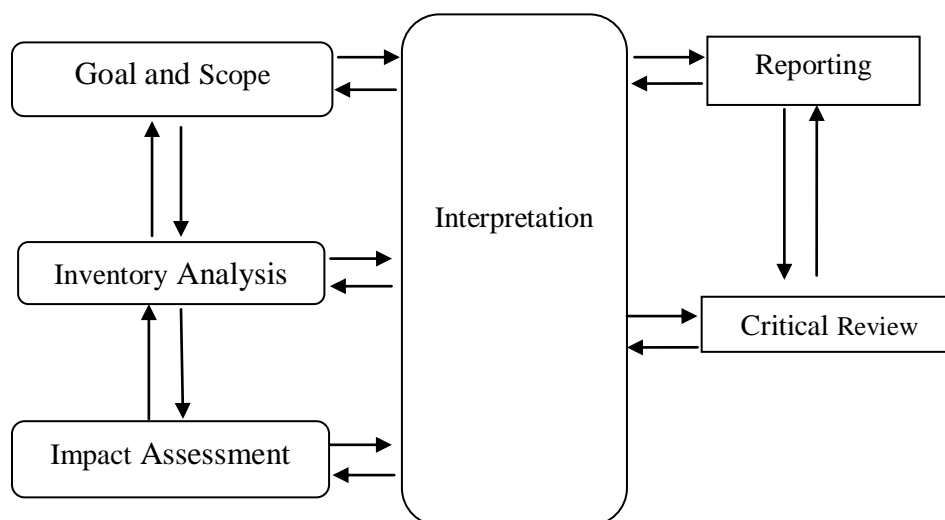 Goal and Scope
Reporting
Interpretation
Inventory Analysis
Critical Review
Impact Assessment